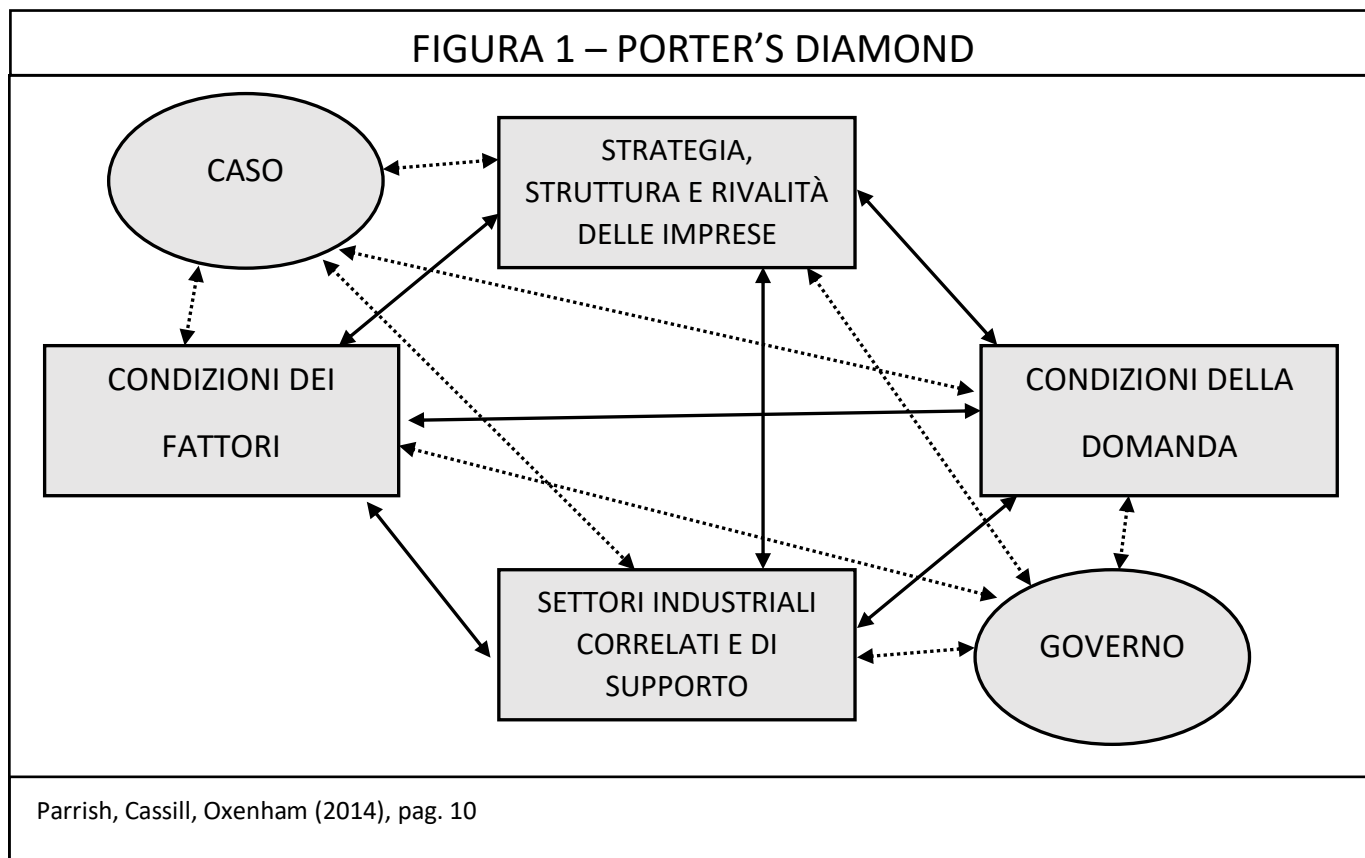 FIGURA 1 – PORTER’S DIAMOND
CASO
STRATEGIA,
STRUTTURA E RIVALITÀ
DELLE IMPRESE
CONDIZIONI DEI
FATTORI
CONDIZIONI DELLA
DOMANDA
SETTORI INDUSTRIALI
CORRELATI E DI
SUPPORTO
GOVERNO
Parrish, Cassill, Oxenham (2014), pag. 10